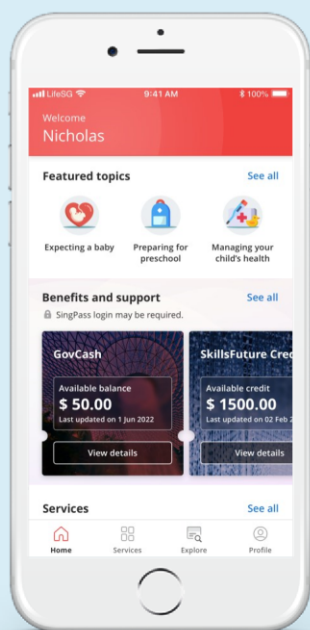 LifeSG 9:41 AM 100%
Welcome
Nicholas
Featured topics See all
Expecting a baby Preparing for Managing your
preschool child's health
Benefits and support See all
SingPass login may be required.
GovCash SkillsFuture Cred
Available balance Available credit
$ 50.00 $ 1500.00
Last updated on 1 Jun 2022 Last updated on 02 Feb 2
View details View details
Services See all
Home Services Explore Profile